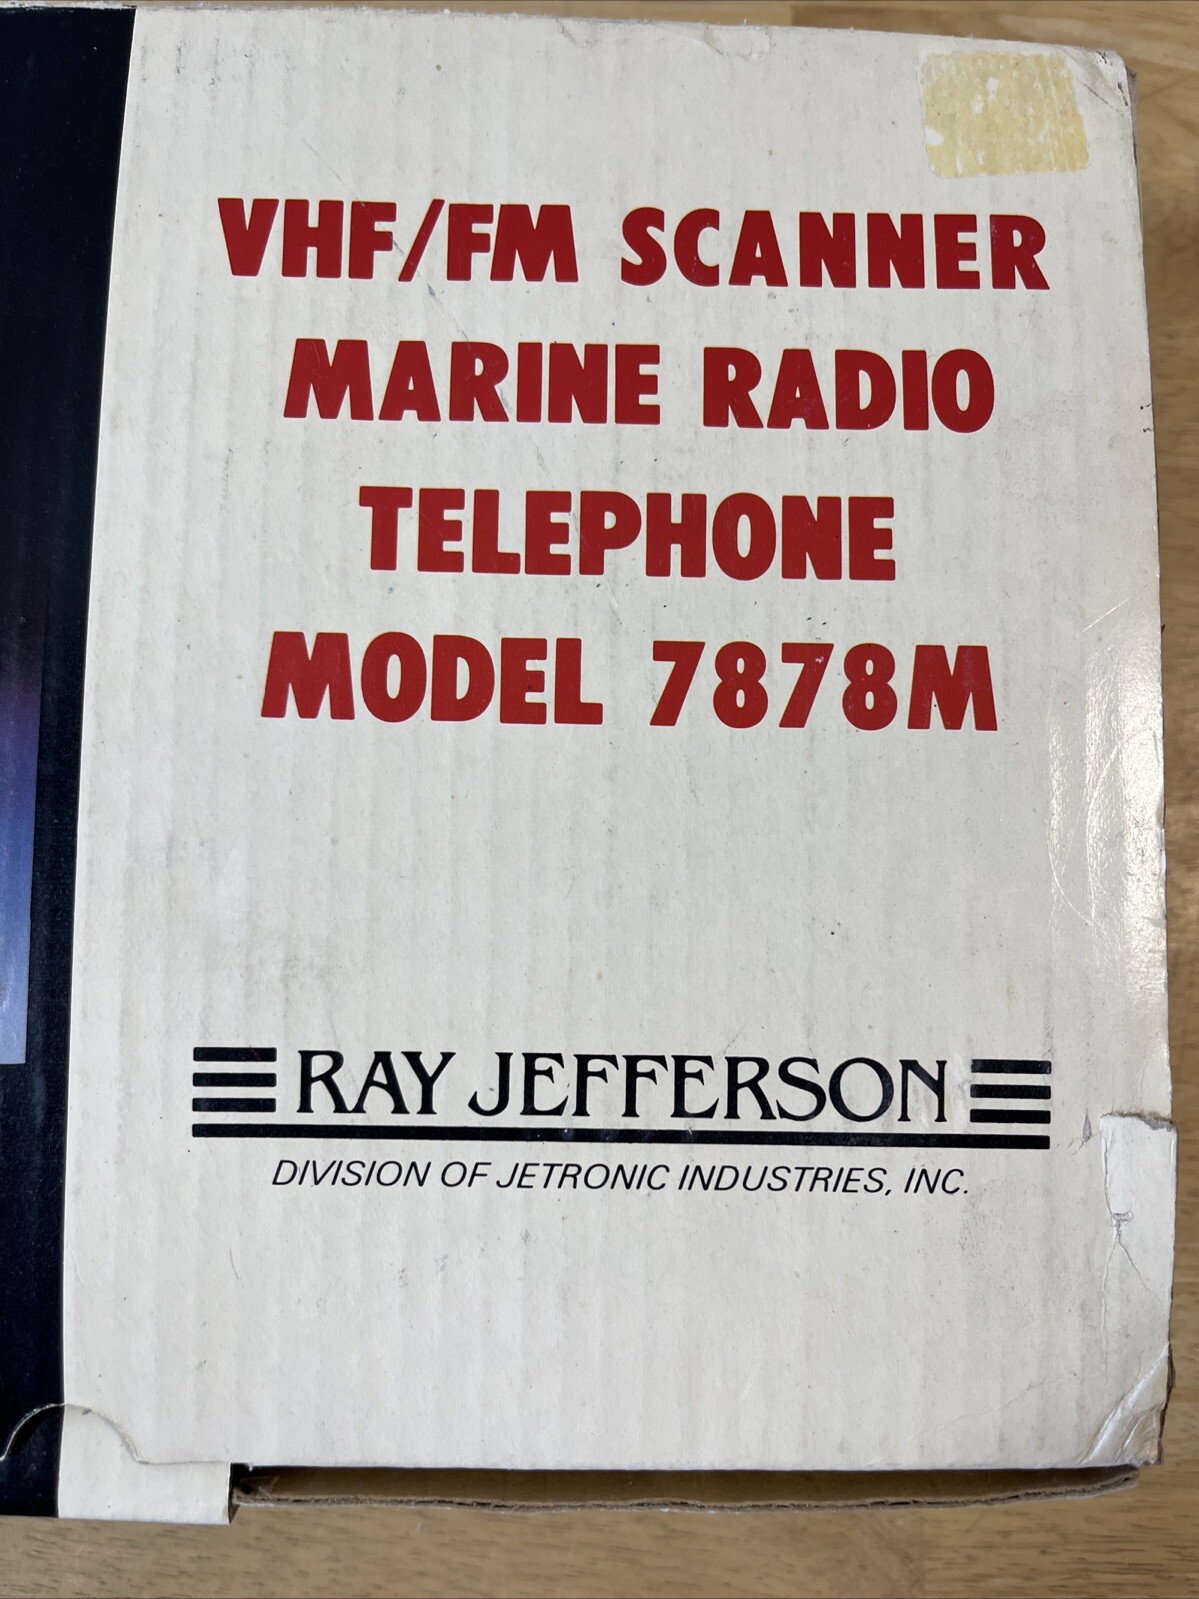 VHF/FM SCANNER
MARINE RADIO
TELEPHONE
MODEL 7878M
RAY JEFFERSON
DIVISION OF JETRONIC INDUSTRIES, INC.